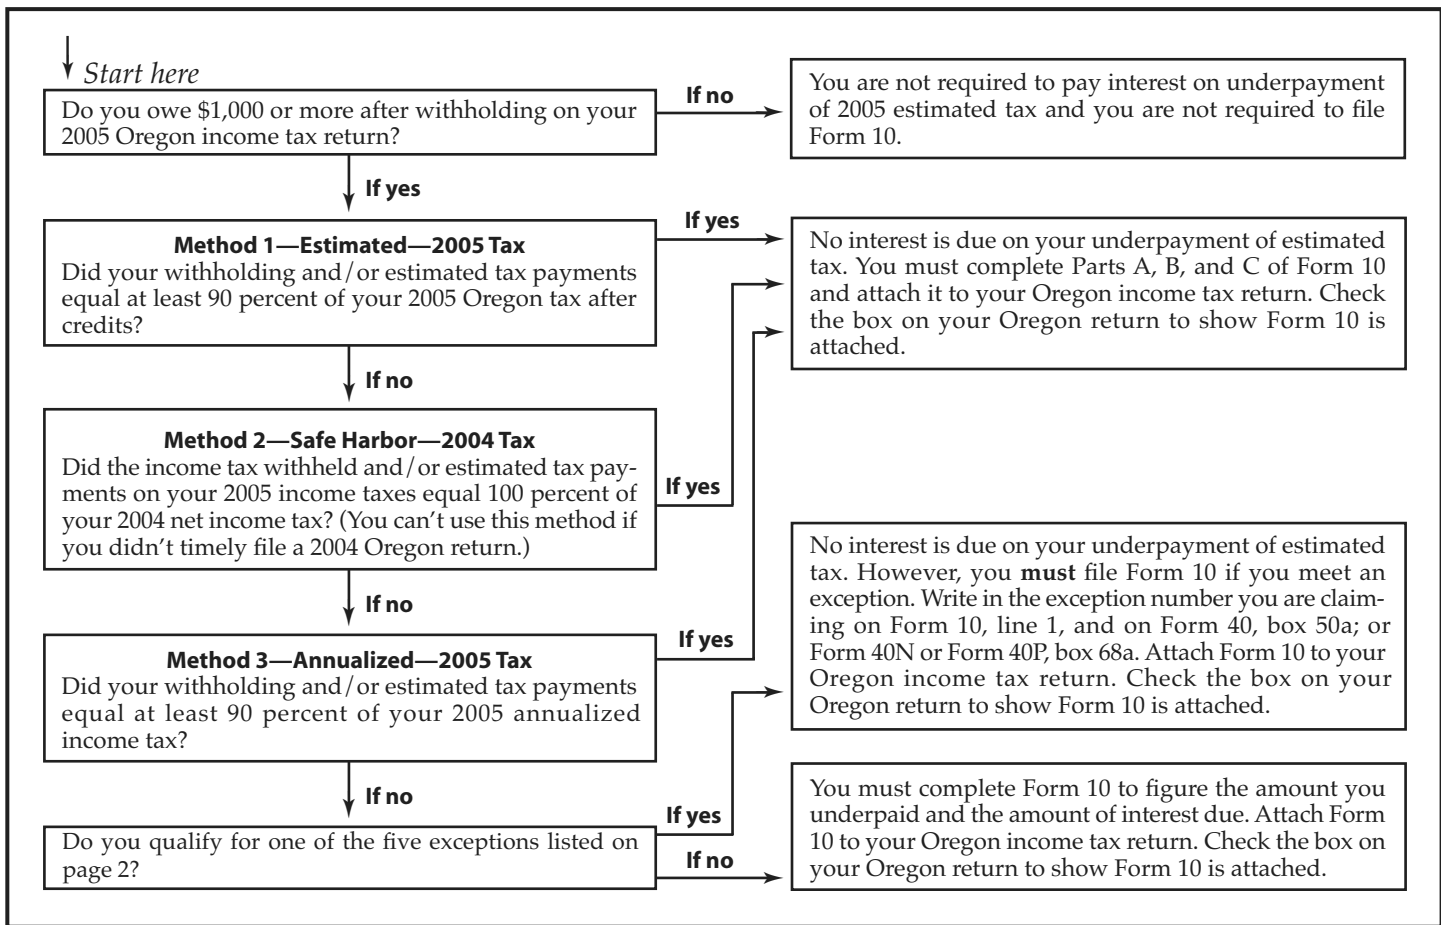 Start here
Do you owe $1,000 or more after withholding on your
2005 Oregon income tax return?
If no
You are not required to pay interest on underpayment
of 2005 estimated tax and you are not required to file
Form 10.
If yes
Method 1—Estimated—2005 Tax
Did your withholding and/or estimated tax payments
equal at least 90 percent of your 2005 Oregon tax after
credits?
If yes
No interest is due on your underpayment of estimated
tax. You must complete Parts A, B, and C of Form 10
and attach it to your Oregon income tax return. Check
the box on your Oregon return to show Form 10 is
attached.
If no
Method 2—Safe Harbor—2004 Tax
Did the income tax withheld and/or estimated tax pay-
ments on your 2005 income taxes equal 100 percent of
your 2004 net income tax? (You can't use this method if
you didn't timely file a 2004 Oregon return.)
If yes
If no
Method 3—Annualized—2005 Tax
Did your withholding and/or estimated tax payments
equal at least 90 percent of your 2005 annualized
income tax?
If yes
No interest is due on your underpayment of estimated
tax. However, you must file Form 10 if you meet an
exception. Write in the exception number you are claim-
ing on Form 10, line 1, and on Form 40, box 50a; or
Form 40N or Form 40P, box 68a. Attach Form 10 to your
Oregon income tax return. Check the box on your
Oregon return to show Form 10 is attached.
If no
Do you qualify for one of the five exceptions listed on
page 2?
If yes
If no
You must complete Form 10 to figure the amount you
underpaid and the amount of interest due. Attach Form
10 to your Oregon income tax return. Check the box on
your Oregon return to show Form 10 is attached.